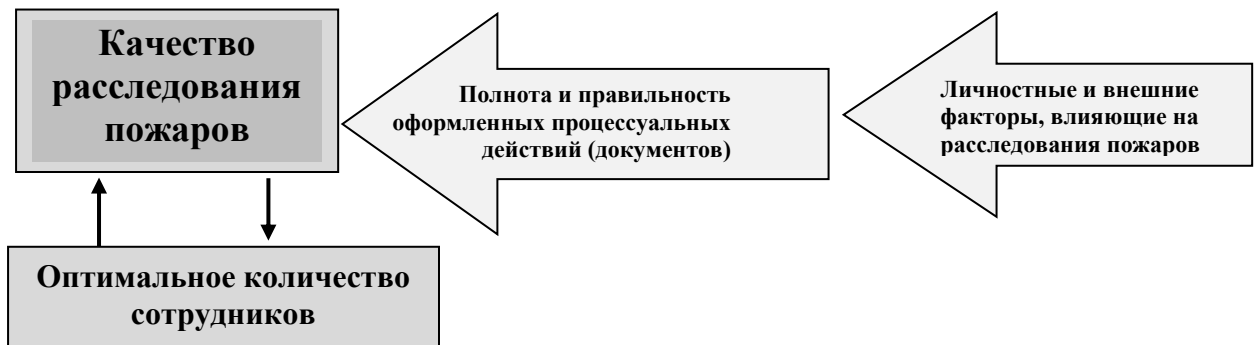 Качество
расследования
пожаров
Полнота и правильность
оформленных процессуальных
действий (документов)
Личностные и внешние
факторы, влияющие на
расследования пожаров
Оптимальное количество
сотрудников